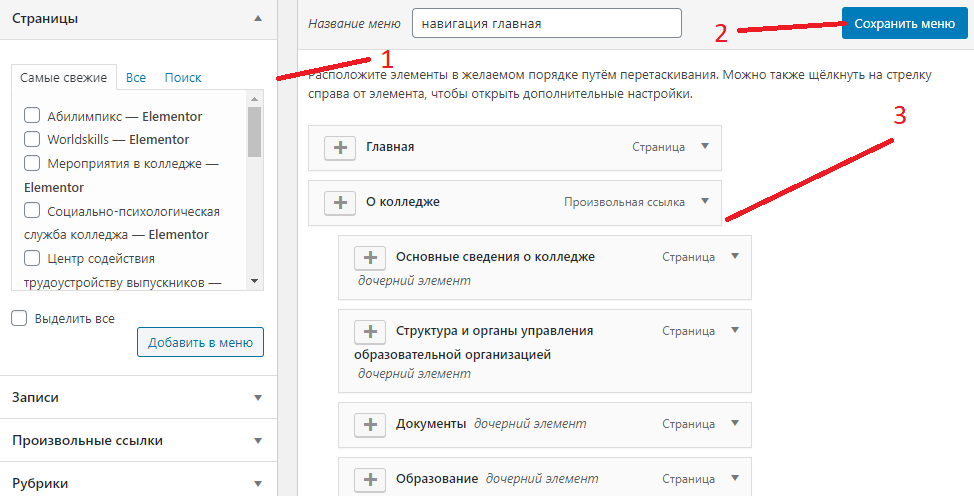 Страницы
Самые свежие Все Поиск
Абилимпикс — Elementor
Worldskills — Elementor
Мероприятия в колледже —
Elementor
Социально-психологическая
служба колледжа — Elementor
Центр содействия
трудоустройству выпускников —
Выделить все
Добавить в меню
Записи
Произвольные ссылки
Рубрики
1
Название меню навигация главная
2
Сохранить меню
Расположите элементы в желаемом порядке путём перетаскивания. Можно также щёлкнуть на стрелку
справа от элемента, чтобы открыть дополнительные настройки.
3
Главная Страница
О колледже Произвольная ссылка
Основные сведения о колледже Страница
дочерний элемент
Структура и органы управления Страница
образовательной организацией
дочерний элемент
Документы дочерний элемент Страница
Образование дочерний элемент Страница